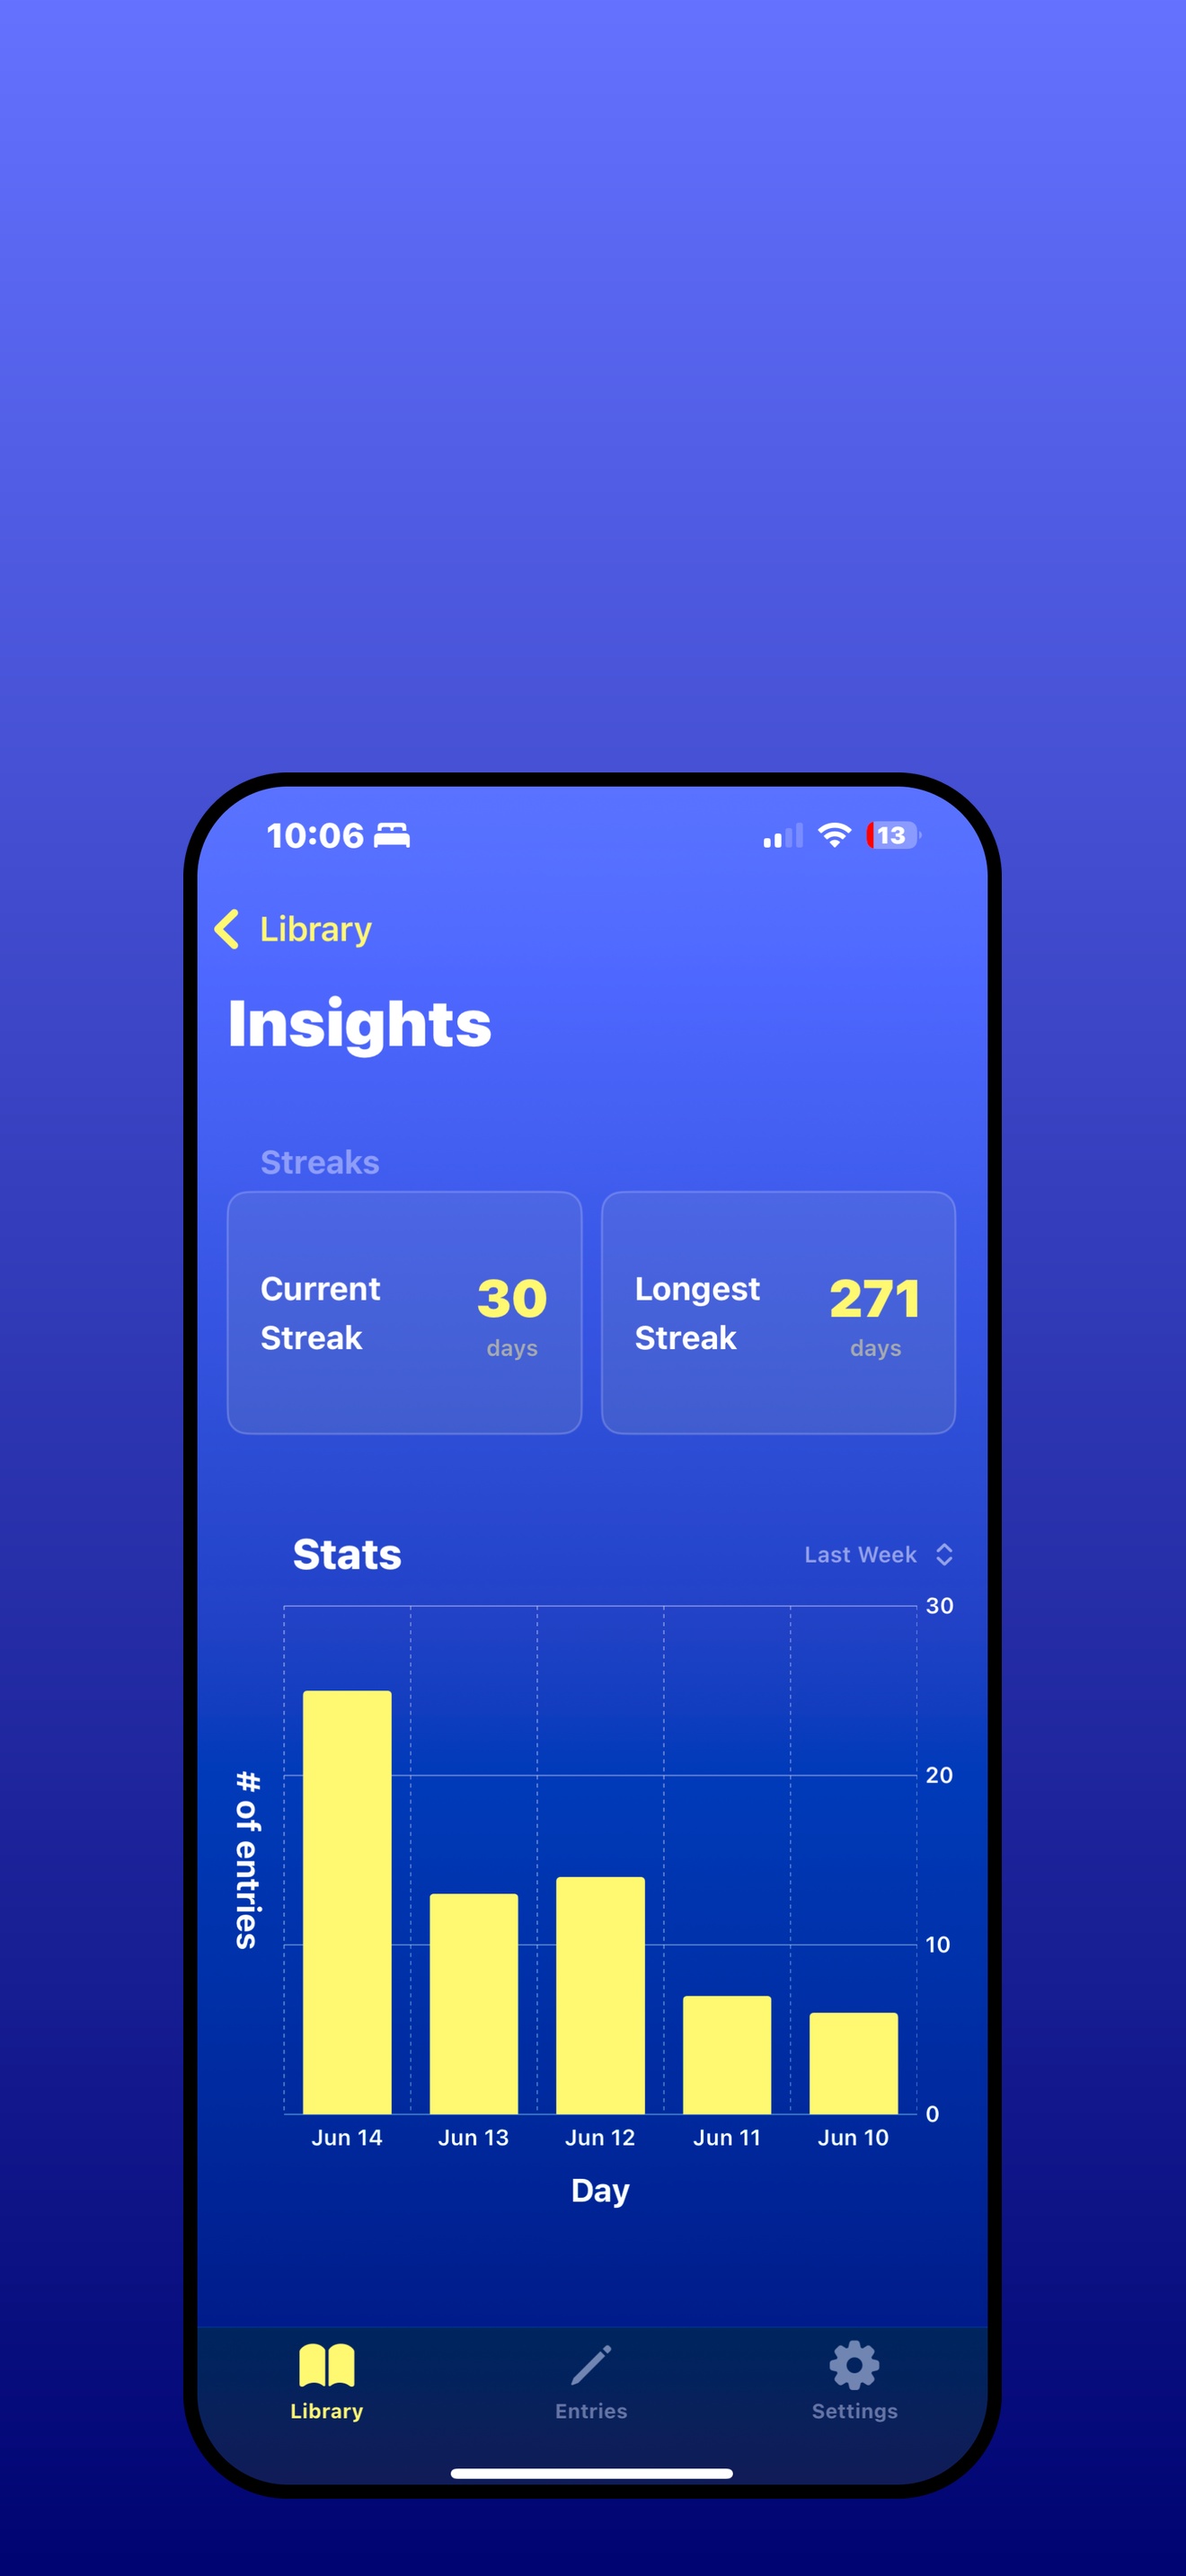 10:06
13
Library
Insights
Streaks
Current
Streak
30
days
Longest
Streak
271
days
Stats
Last Week
30
20
10
0
# of entries
Jun 14
Jun 13
Jun 12
Jun 11
Jun 10
Day
Library
Entries
Settings